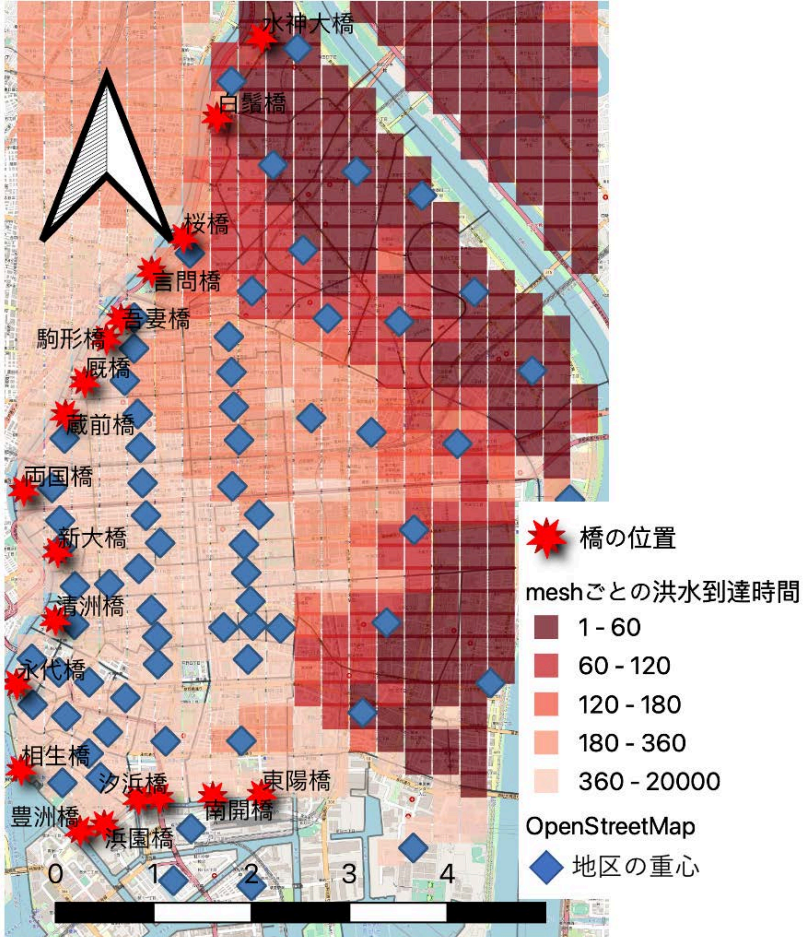 水神大橋
白鬚橋
桜橋
言問橋
吾妻橋
駒形橋
厩橋
蔵前橋
両国橋
新大橋
清洲橋
永代橋
相生橋
汐浜橋
東陽橋
南開橋
豊洲橋
浜園橋
0 1 2 3 4
橋の位置
meshごとの洪水到達時間
1 - 60
60 - 120
120 - 180
180 - 360
360 - 20000
OpenStreetMap
地区の重心